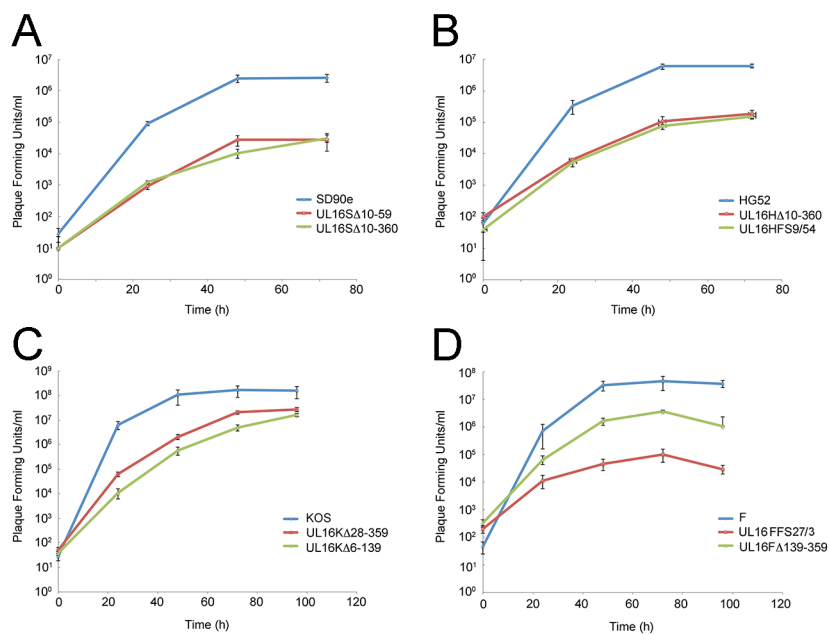 A
Plaque Forming Units/ml
10⁷
10⁶
10⁵
10⁴
10³
10²
10¹
10⁰
0 20 40 60 80
Time (h)
SD90e
UL16SΔ10-59
UL16SΔ10-360
B
Plaque Forming Units/ml
10⁷
10⁶
10⁵
10⁴
10³
10²
10¹
10⁰
0 20 40 60 80
Time (h)
HG52
UL16HΔ10-360
UL16HFS9/54
C
Plaque Forming Units/ml
10⁹
10⁸
10⁷
10⁶
10⁵
10⁴
10³
10²
10¹
10⁰
0 20 40 60 80 100 120
Time (h)
KOS
UL16KΔ28-359
UL16KΔ6-139
D
Plaque Forming Units/ml
10⁸
10⁷
10⁶
10⁵
10⁴
10³
10²
10¹
10⁰
0 20 40 60 80 100 120
Time (h)
F
UL16FFS27/3
UL16FΔ139-359